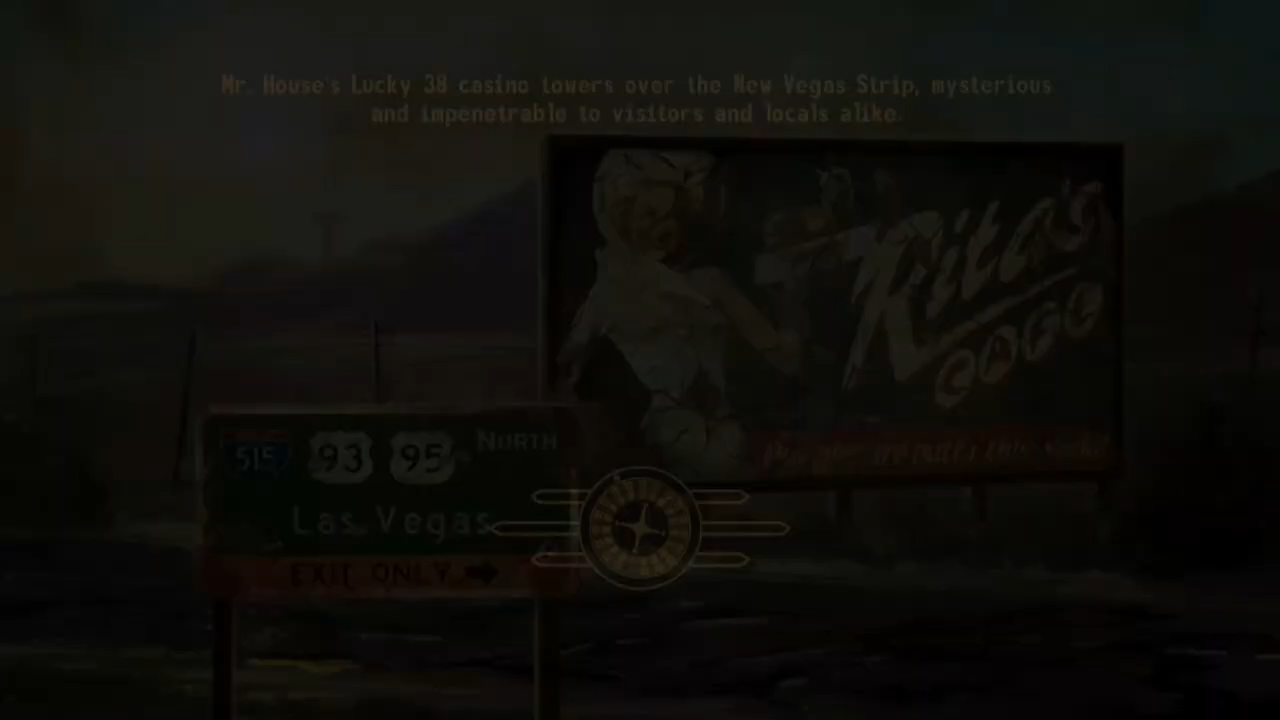 Mr. House's Lucky 38 casino towers over the New Vegas Strip, mysterious
and impenetrable to visitors and locals alike.
Rita's
CAFE
515 93 95 NORTH
Las Vegas
EXIT ONLY